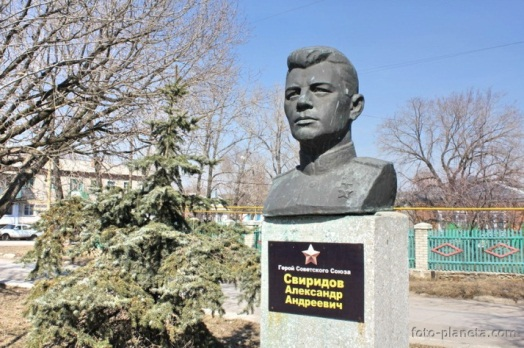 Герой Советского Союза
Свиридов
Александр
Андреевич
foto-planeta.com